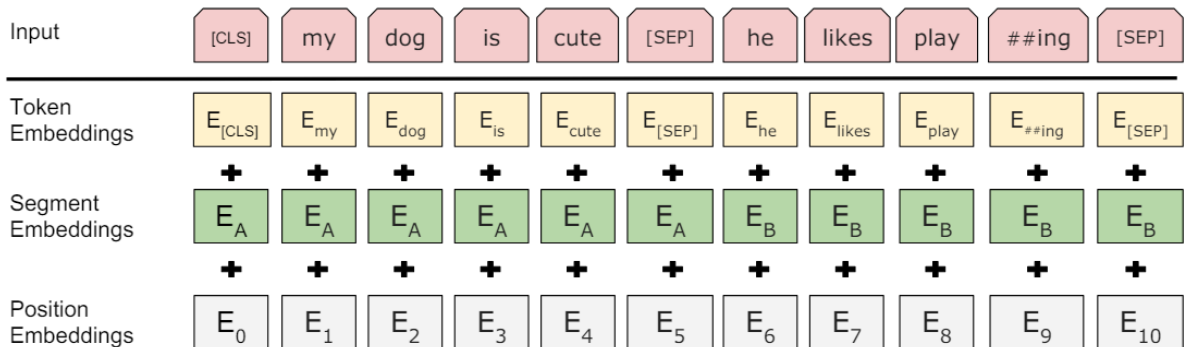 Input [CLS] my dog is cute [SEP] he likes play ##ing [SEP]
Token
Embeddings
E[CLS] Emy Edog Eis Ecute E[SEP] Ehe Elikes Eplay E##ing E[SEP]
+ + + + + + + + + + +
Segment
Embeddings
EA EA EA EA EA EA EB EB EB EB EB
+ + + + + + + + + + +
Position
Embeddings
E0 E1 E2 E3 E4 E5 E6 E7 E8 E9 E10